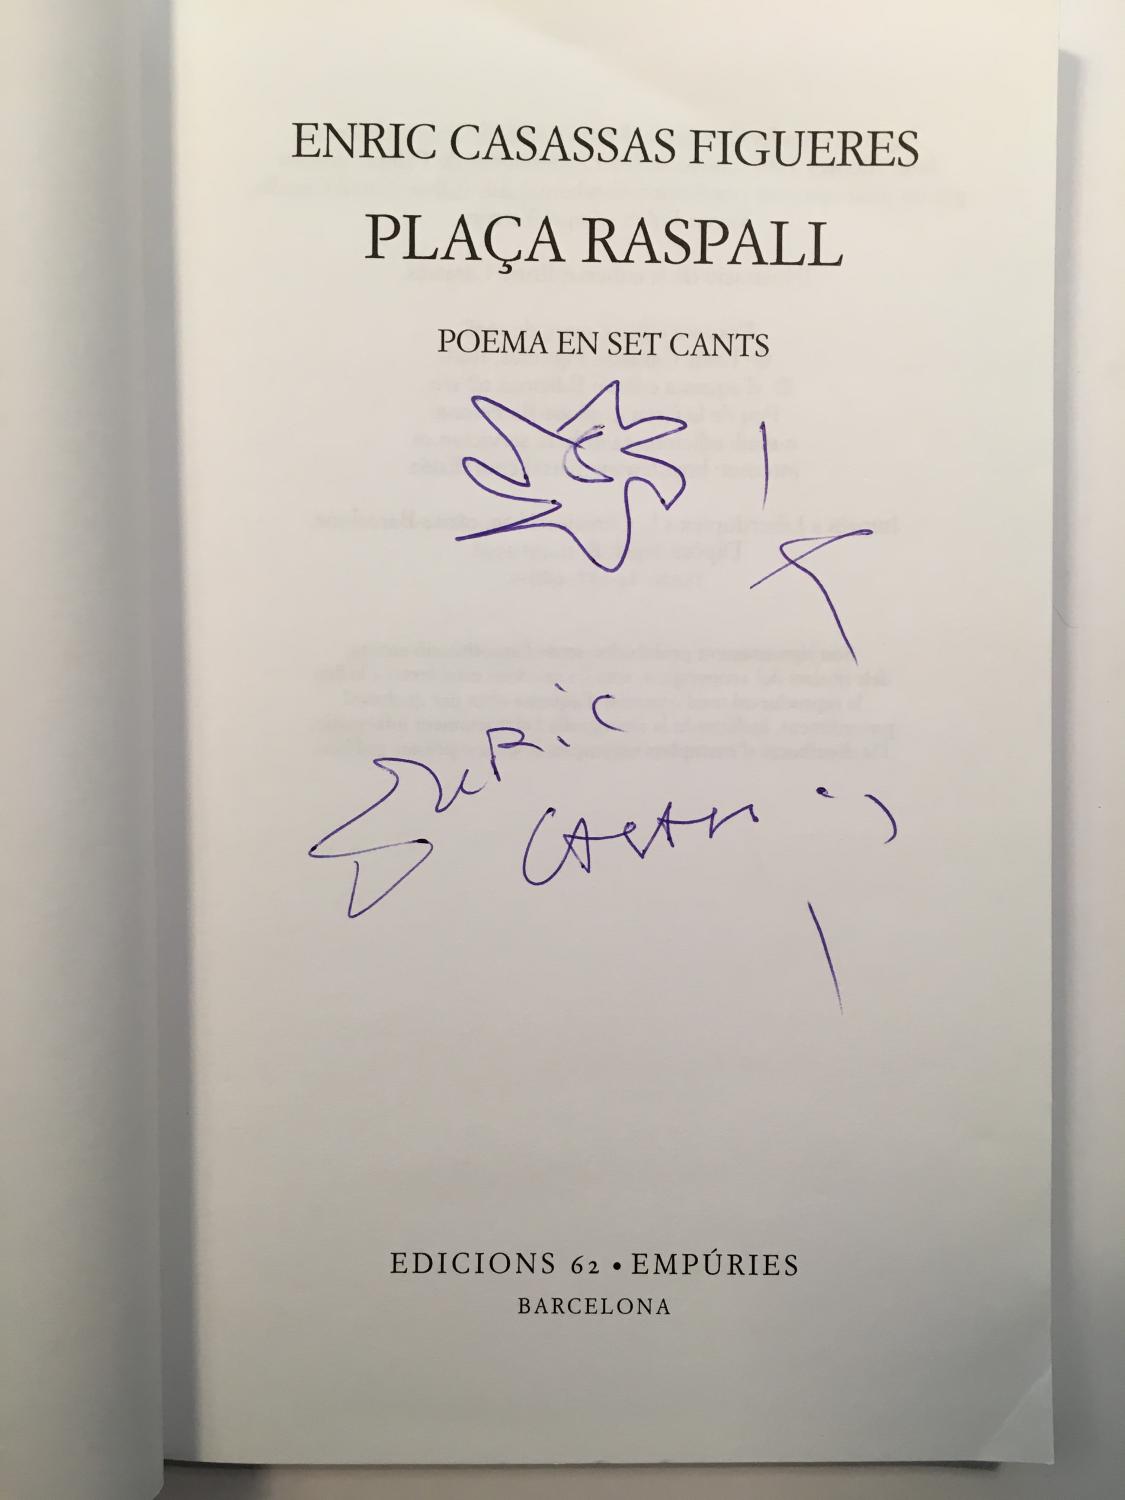 ENRIC CASASSAS FIGUERES
PLAÇA RASPALL
POEMA EN SET CANTS
EnRic
EDICIONS 62 • EMPÚRIES
BARCELONA